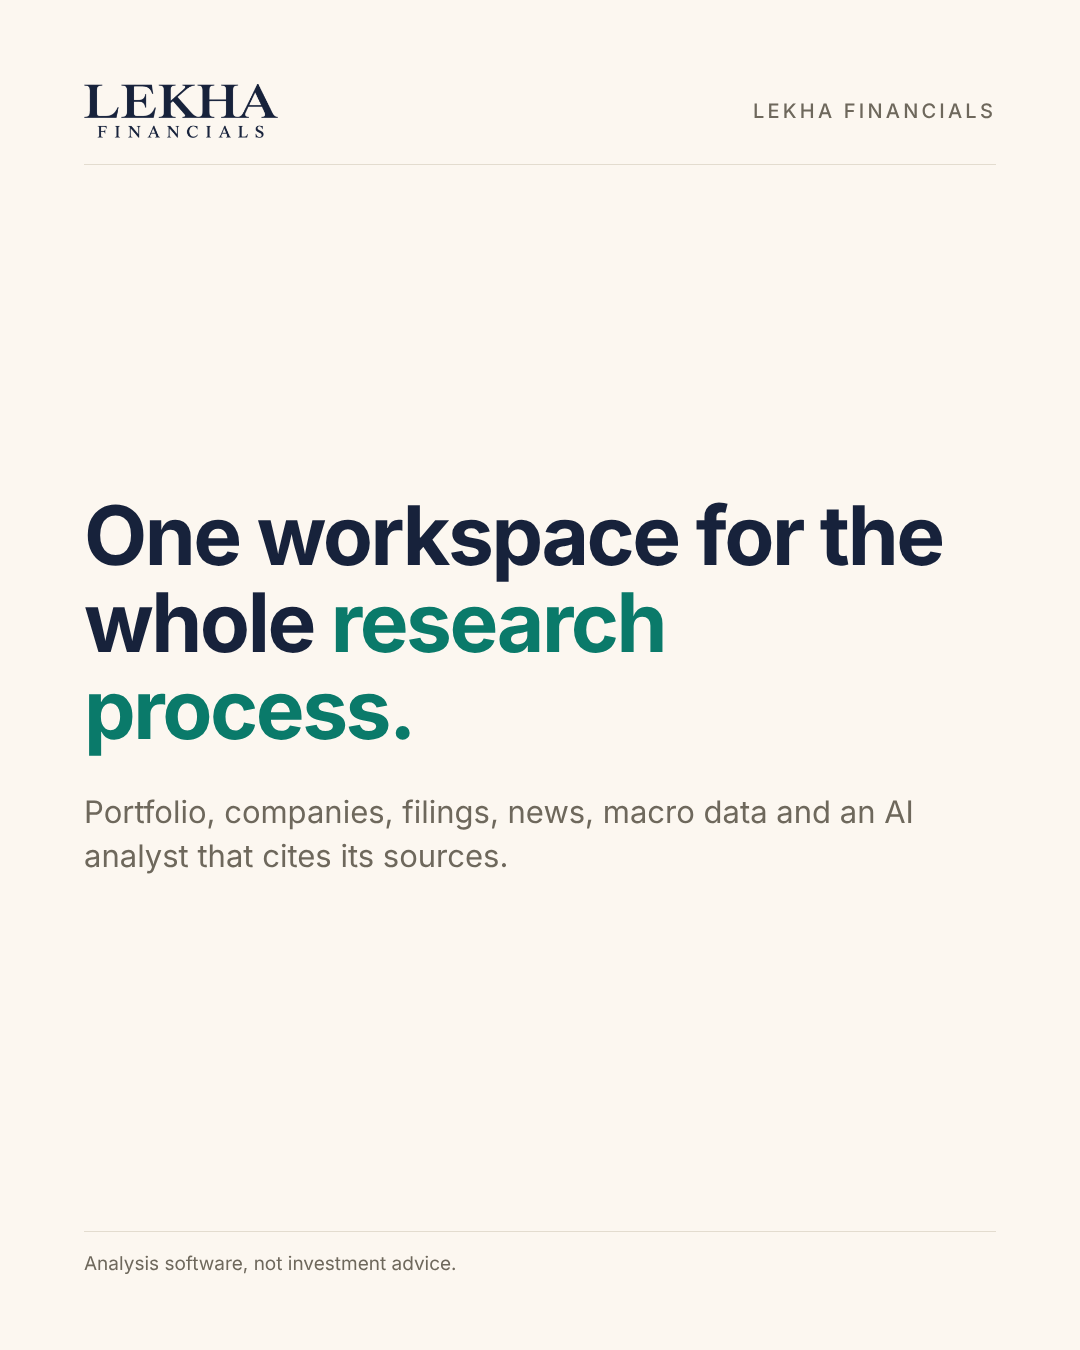 LEKHA
FINANCIALS
LEKHA FINANCIALS
One workspace for the
whole research
process.
Portfolio, companies, filings, news, macro data and an AI
analyst that cites its sources.
Analysis software, not investment advice.